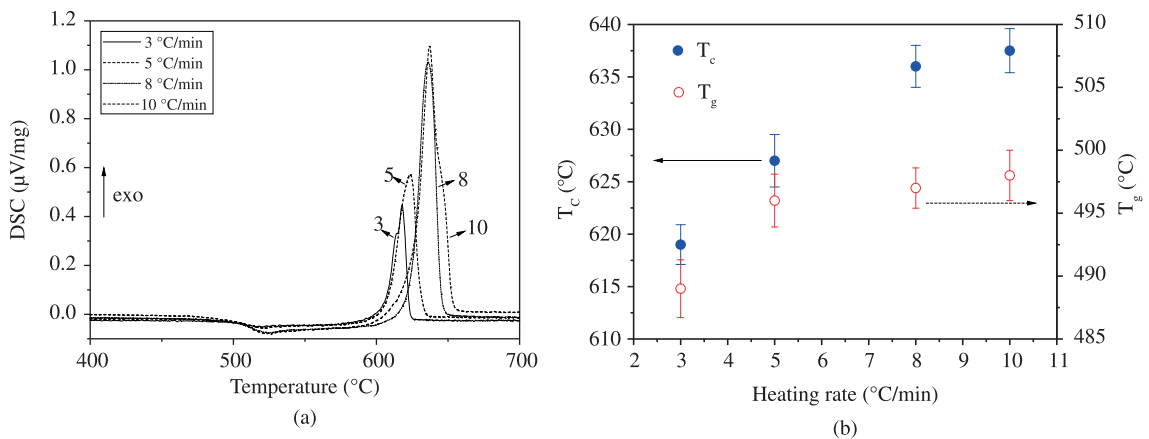 (a)
1.2
1.0
0.8
0.6
0.4
0.2
0.0
DSC (µV/mg)
3 °C/min
5 °C/min
8 °C/min
10 °C/min
exo
3
5
8
10
400
500
600
700
Temperature (°C)
(a)
b)
640
635
630
625
620
615
610
T_C (°C)
T_c
T_g
510
505
500
495
490
485
T_g (°C)
2
3
4
5
6
7
8
9
10
11
Heating rate (°C/min)
(b)